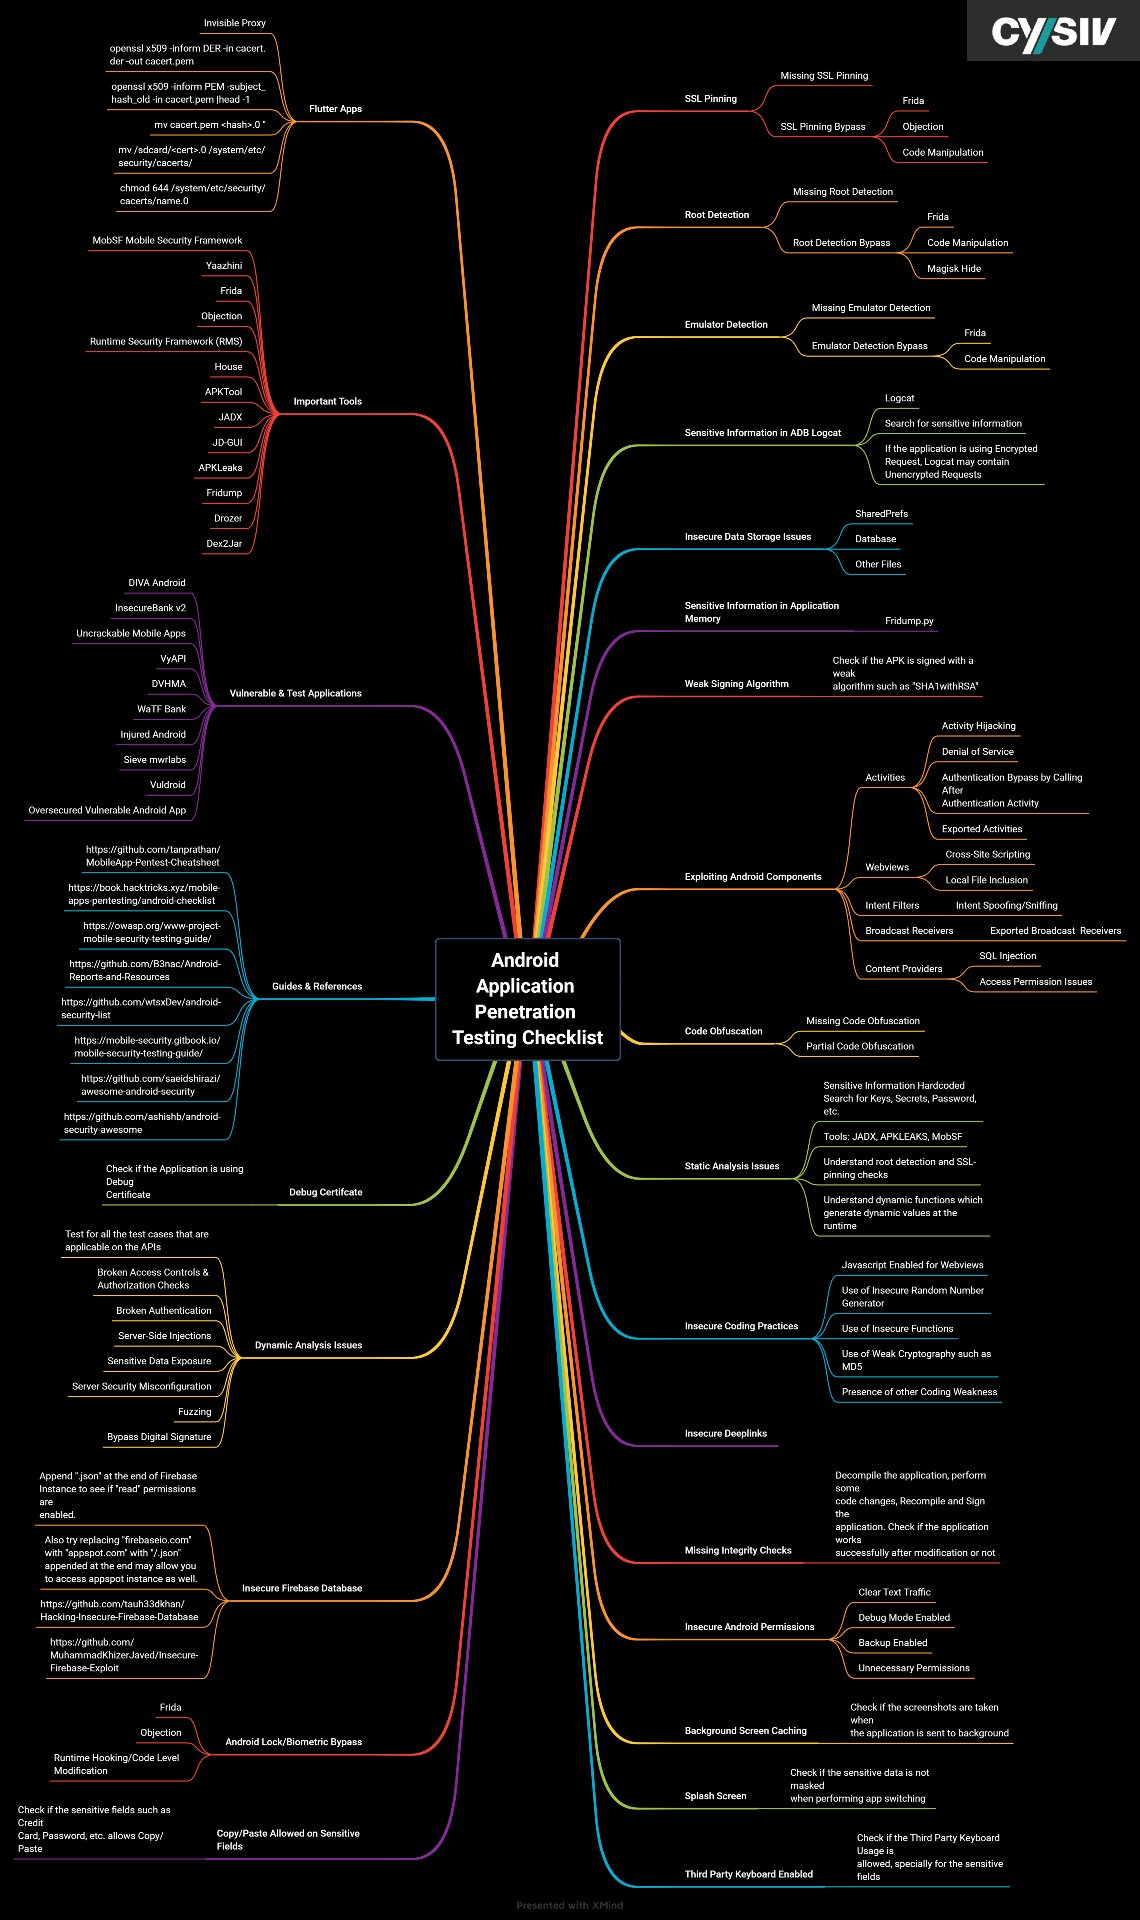 CYSIV
Android
Application
Penetration
Testing Checklist
SSL Pinning
Missing SSL Pinning
SSL Pinning Bypass
Frida
Objection
Code Manipulation
Root Detection
Missing Root Detection
Root Detection Bypass
Frida
Code Manipulation
Magisk Hide
Emulator Detection
Missing Emulator Detection
Emulator Detection Bypass
Frida
Code Manipulation
Sensitive Information in ADB Logcat
Logcat
Search for sensitive information
If the application is using Encrypted
Request, Logcat may contain
Unencrypted Requests
Insecure Data Storage Issues
SharedPrefs
Database
Other Files
Sensitive Information in Application
Memory
Fridump.py
Weak Signing Algorithm
Check if the APK is signed with a
weak
algorithm such as "SHA1withRSA"
Exploiting Android Components
Activities
Activity Hijacking
Denial of Service
Authentication Bypass by Calling
After
Authentication Activity
Exported Activities
Webviews
Cross-Site Scripting
Local File Inclusion
Intent Filters
Intent Spoofing/Sniffing
Broadcast Receivers
Exported Broadcast  Receivers
Content Providers
SQL Injection
Access Permission Issues
Code Obfuscation
Missing Code Obfuscation
Partial Code Obfuscation
Static Analysis Issues
Sensitive Information Hardcoded
Search for Keys, Secrets, Password,
etc.
Tools: JADX, APKLEAKS, MobSF
Understand root detection and SSL-
pinning checks
Understand dynamic functions which
generate dynamic values at the
runtime
Insecure Coding Practices
Javascript Enabled for Webviews
Use of Insecure Random Number
Generator
Use of Insecure Functions
Use of Weak Cryptography such as
MD5
Presence of other Coding Weakness
Insecure Deeplinks
Missing Integrity Checks
Decompile the application, perform
some
code changes, Recompile and Sign
the
application. Check if the application
works
successfully after modification or not
Insecure Android Permissions
Clear Text Traffic
Debug Mode Enabled
Backup Enabled
Unnecessary Permissions
Background Screen Caching
Check if the screenshots are taken
when
the application is sent to background
Splash Screen
Check if the sensitive data is not
masked
when performing app switching
Third Party Keyboard Enabled
Check if the Third Party Keyboard
Usage is
allowed, specially for the sensitive
fields
Flutter Apps
Invisible Proxy
openssl x509 -inform DER -in cacert.
der -out cacert.pem
openssl x509 -inform PEM -subject_
hash_old -in cacert.pem |head -1
mv cacert.pem <hash>.0 "
mv /sdcard/<cert>.0 /system/etc/
security/cacerts/
chmod 644 /system/etc/security/
cacerts/name.0
Important Tools
MobSF Mobile Security Framework
Yaazhini
Frida
Objection
Runtime Security Framework (RMS)
House
APKTool
JADX
JD-GUI
APKLeaks
Fridump
Drozer
Dex2Jar
Vulnerable & Test Applications
DIVA Android
InsecureBank v2
Uncrackable Mobile Apps
VyAPI
DVHMA
WaTF Bank
Injured Android
Sieve mwrlabs
Vuldroid
Oversecured Vulnerable Android App
Guides & References
https://github.com/tanprathan/
MobileApp-Pentest-Cheatsheet
https://book.hacktricks.xyz/mobile-
apps-pentesting/android-checklist
https://owasp.org/www-project-
mobile-security-testing-guide/
https://github.com/B3nac/Android-
Reports-and-Resources
https://github.com/wtsxDev/android-
security-list
https://mobile-security.gitbook.io/
mobile-security-testing-guide/
https://github.com/saeidshirazi/
awesome-android-security
https://github.com/ashishb/android-
security-awesome
Debug Certifcate
Check if the Application is using
Debug
Certificate
Dynamic Analysis Issues
Test for all the test cases that are
applicable on the APIs
Broken Access Controls &
Authorization Checks
Broken Authentication
Server-Side Injections
Sensitive Data Exposure
Server Security Misconfiguration
Fuzzing
Bypass Digital Signature
Insecure Firebase Database
Append ".json" at the end of Firebase
Instance to see if "read" permissions
are
enabled.
Also try replacing "firebaseio.com"
with "appspot.com" with "/.json"
appended at the end may allow you
to access appspot instance as well.
https://github.com/tauh33dkhan/
Hacking-Insecure-Firebase-Database
https://github.com/
MuhammadKhizerJaved/Insecure-
Firebase-Exploit
Android Lock/Biometric Bypass
Frida
Objection
Runtime Hooking/Code Level
Modification
Copy/Paste Allowed on Sensitive
Fields
Check if the sensitive fields such as
Credit
Card, Password, etc. allows Copy/
Paste
Presented with XMind